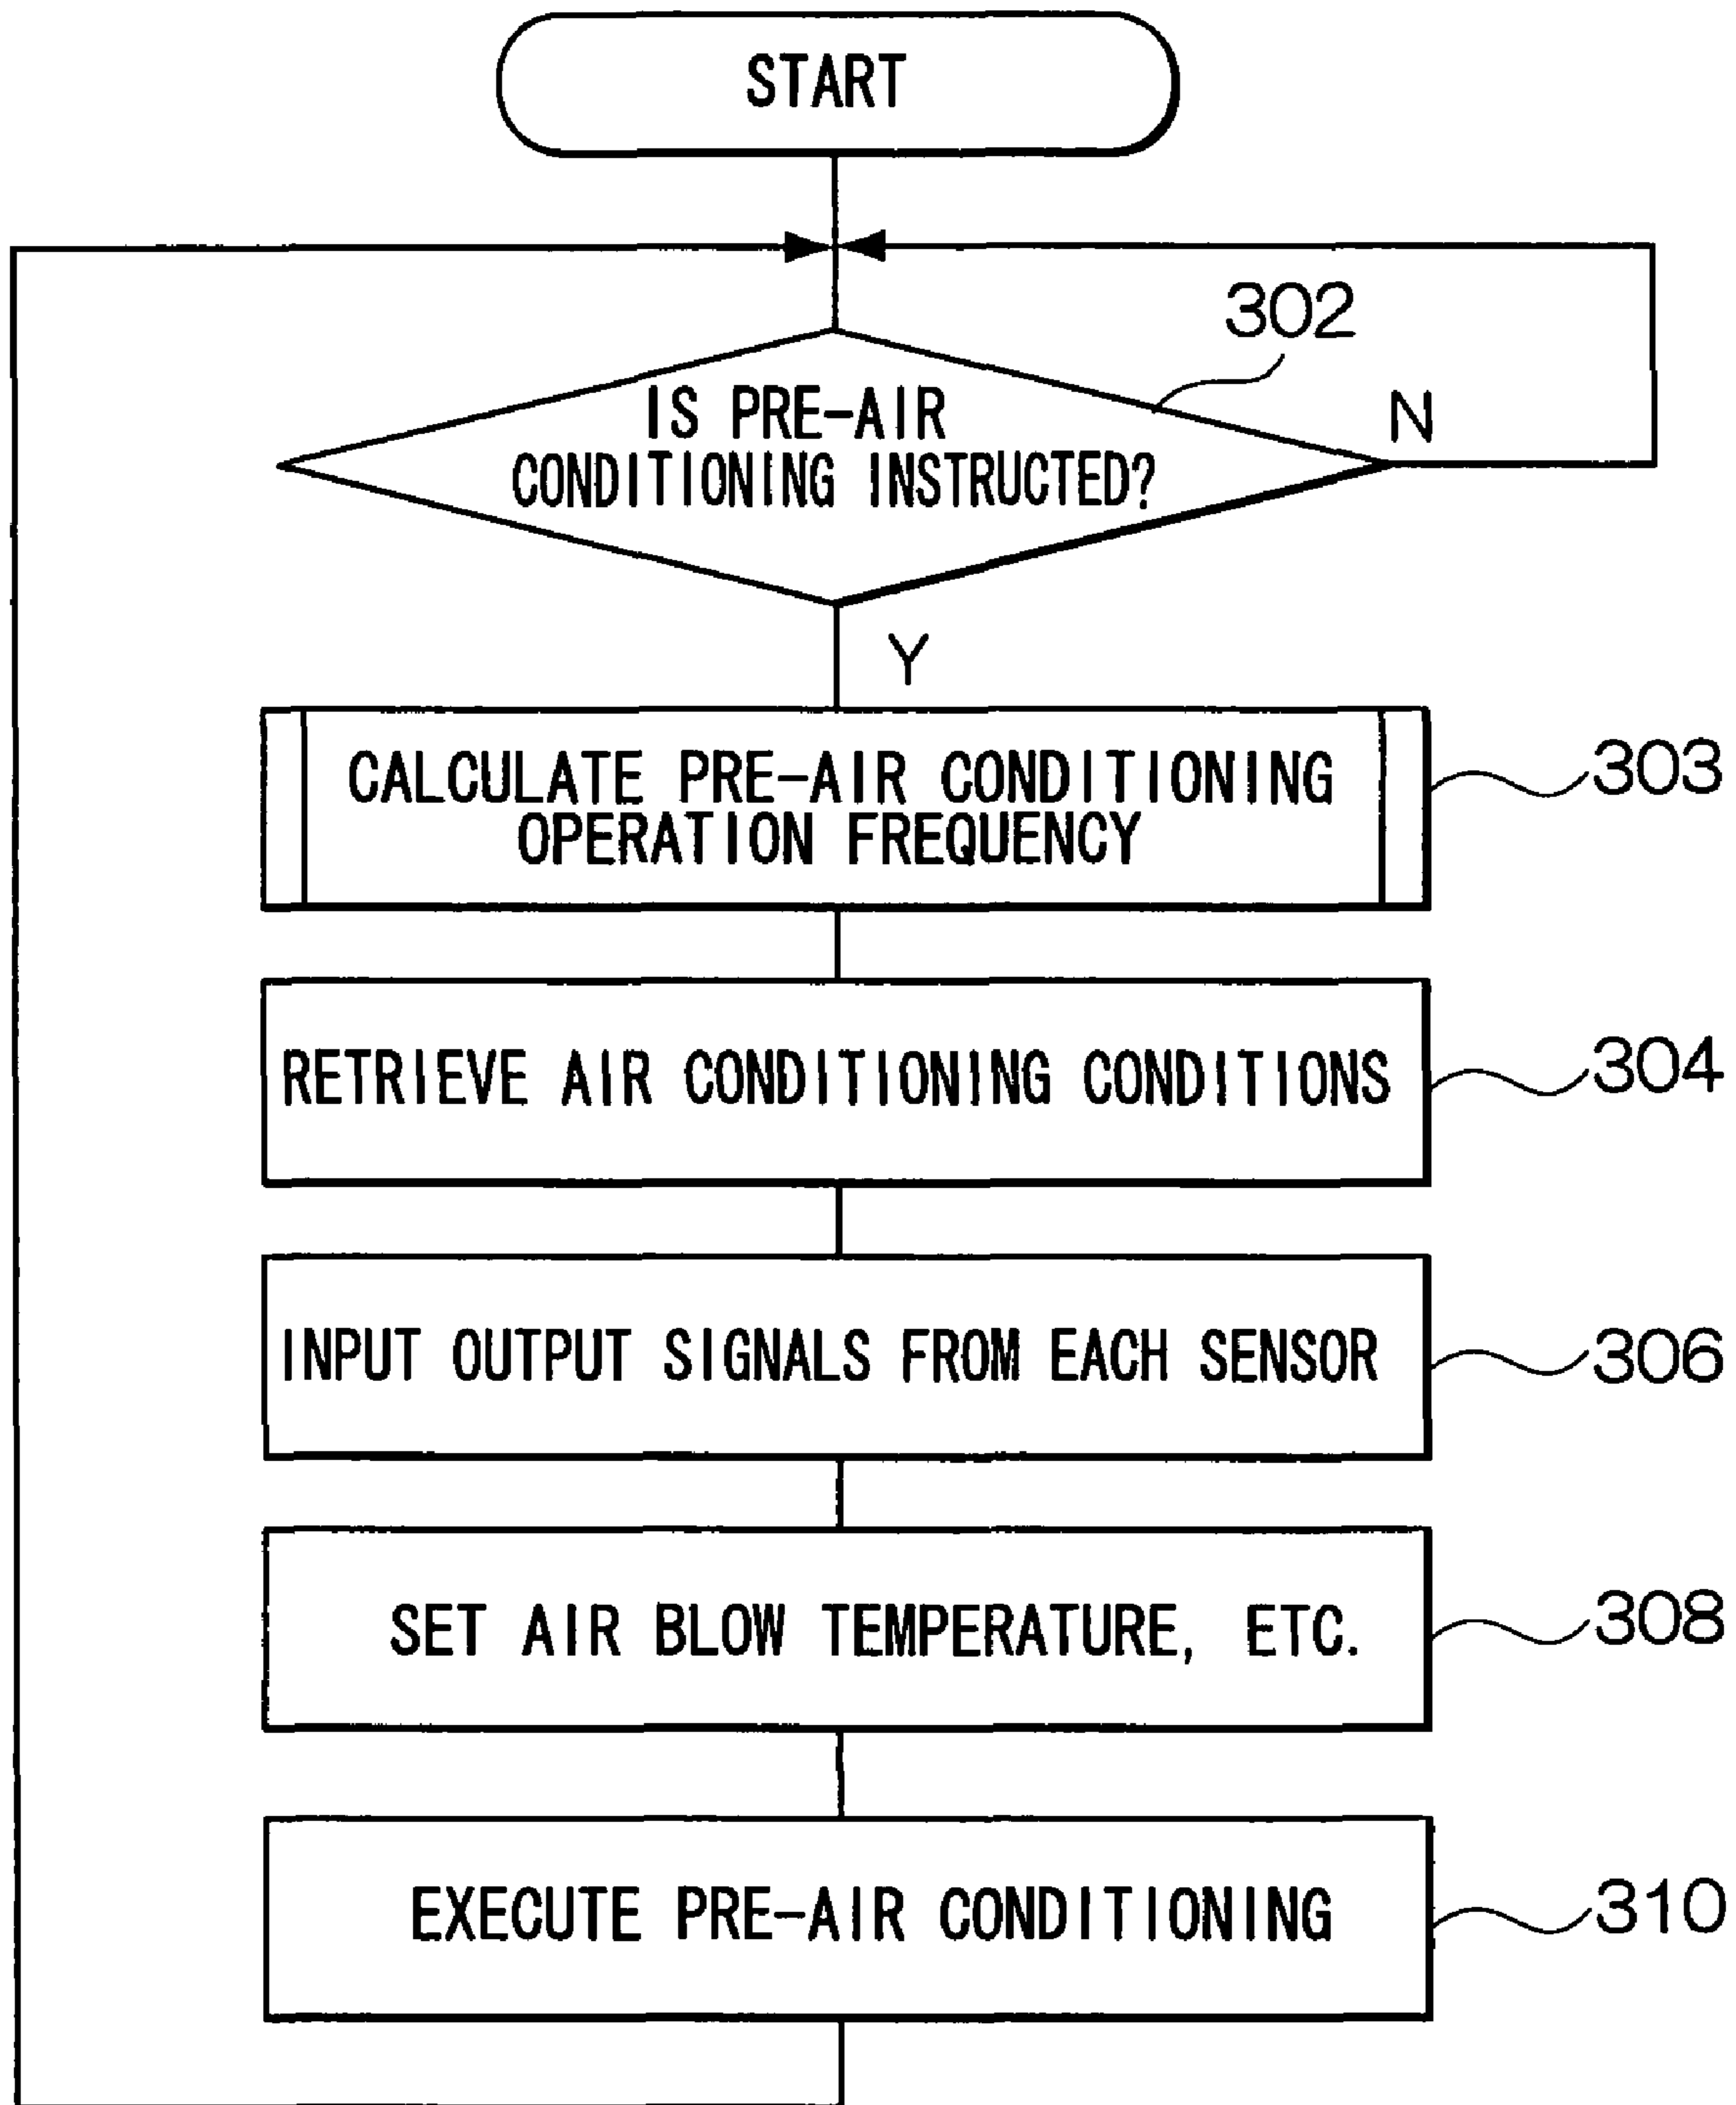 START
302
IS PRE-AIR
CONDITIONING INSTRUCTED?
N
Y
CALCULATE PRE-AIR CONDITIONING
OPERATION FREQUENCY
303
RETRIEVE AIR CONDITIONING CONDITIONS
304
INPUT OUTPUT SIGNALS FROM EACH SENSOR
306
SET AIR BLOW TEMPERATURE, ETC.
308
EXECUTE PRE-AIR CONDITIONING
310